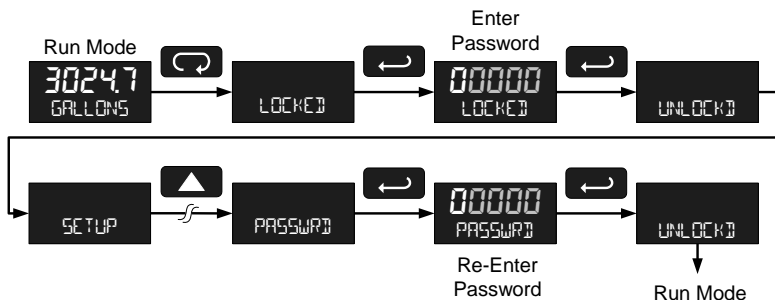 Enter
Password
Run Mode
3024.7
GALLONS
LOCKED
00000
LOCKED
UNLOCKD
SETUP
PASSWRD
00000
PASSWRD
UNLOCKD
Re-Enter
Password
Run Mode